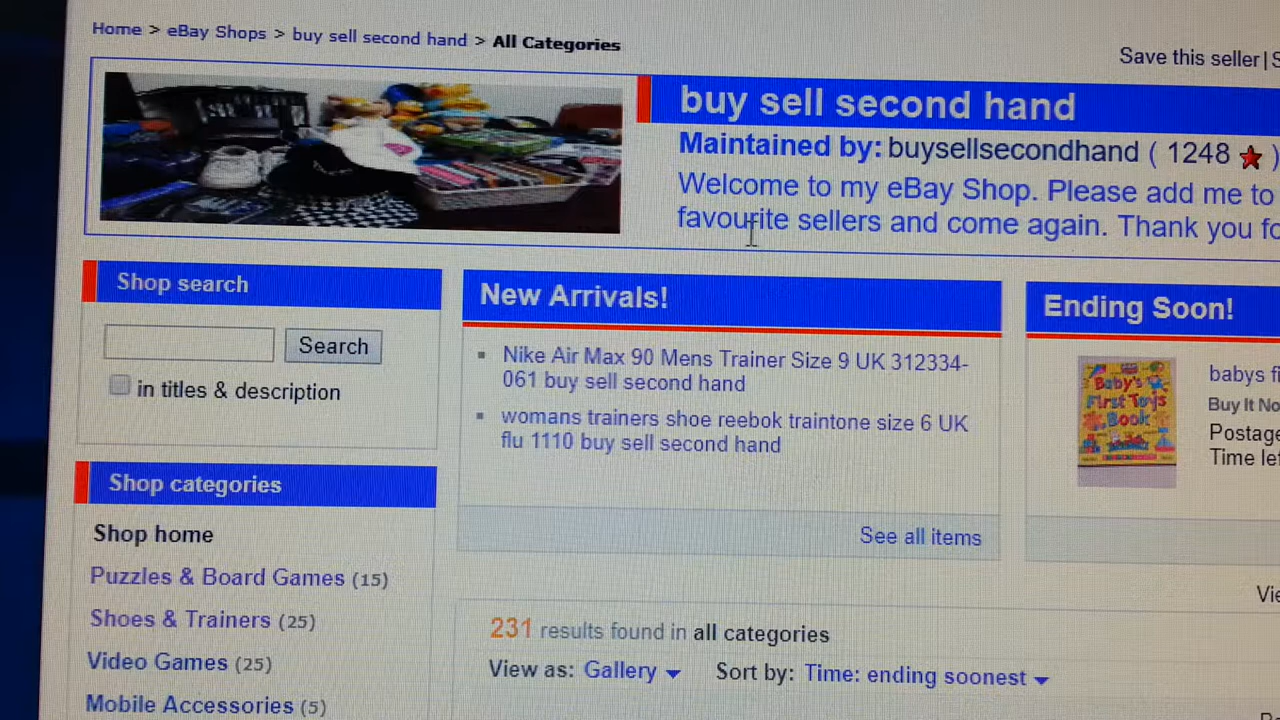 Home > eBay Shops > buy sell second hand > All Categories
Save this seller |
buy sell second hand
Maintained by: buysellsecondhand ( 1248 )
Welcome to my eBay Shop. Please add me to
favourite sellers and come again. Thank you
Shop search
Search
in titles & description
New Arrivals!
Nike Air Max 90 Mens Trainer Size 9 UK 312334-
061 buy sell second hand
womans trainers shoe reebok traintone size 6 UK
flu 1110 buy sell second hand
See all items
Ending Soon!
Baby's
First Toys
Book
babys
Buy It
Postage
Time
Shop categories
Shop home
Puzzles & Board Games (15)
Shoes & Trainers (25)
Video Games (25)
Mobile Accessories (5)
231 results found in all categories
View as: Gallery
Sort by: Time: ending soonest